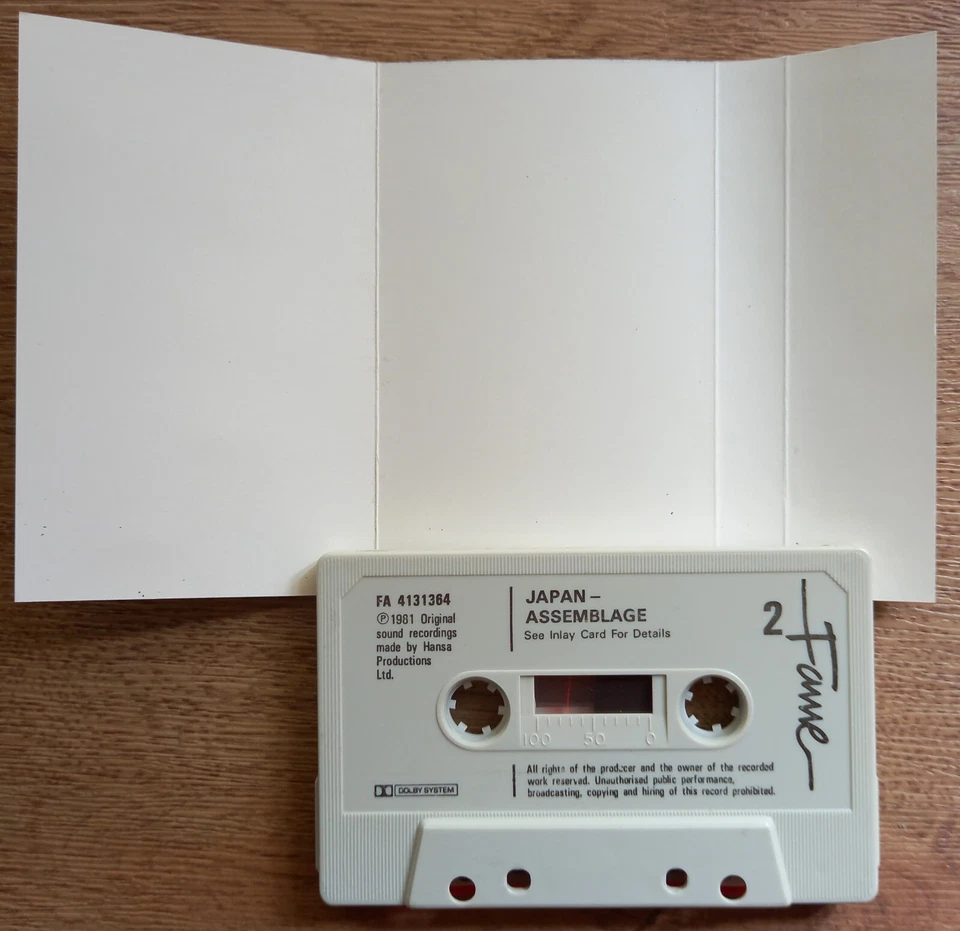 FA 4131364
Ⓟ1981 Original
sound recordings
made by Hansa
Productions
Ltd.
JAPAN –
ASSEMBLAGE
See Inlay Card For Details
2
Fame
100 50 0
All rights of the producer and the owner of the recorded
work reserved. Unauthorised public performance,
broadcasting, copying and hiring of this record prohibited.
DOLBY SYSTEM